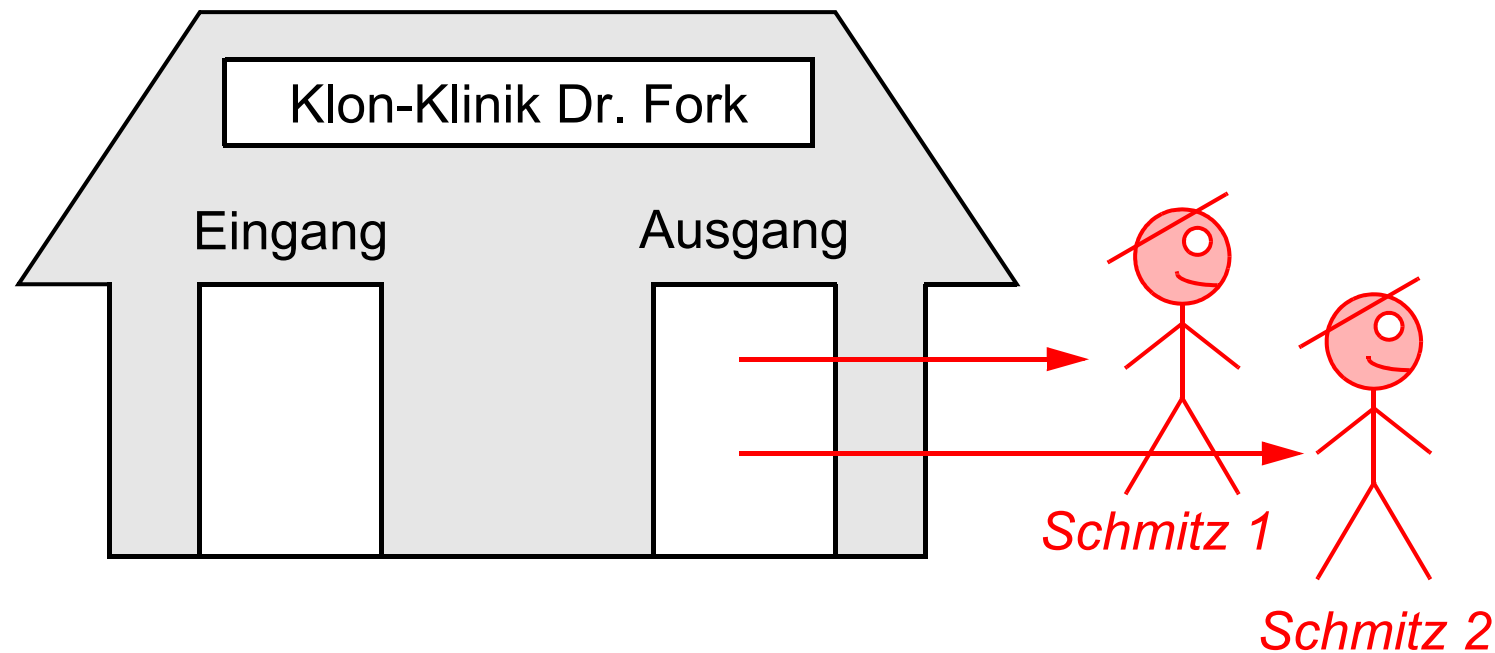 Klon-Klinik Dr. Fork
Eingang
Ausgang
Schmitz 1
Schmitz 2